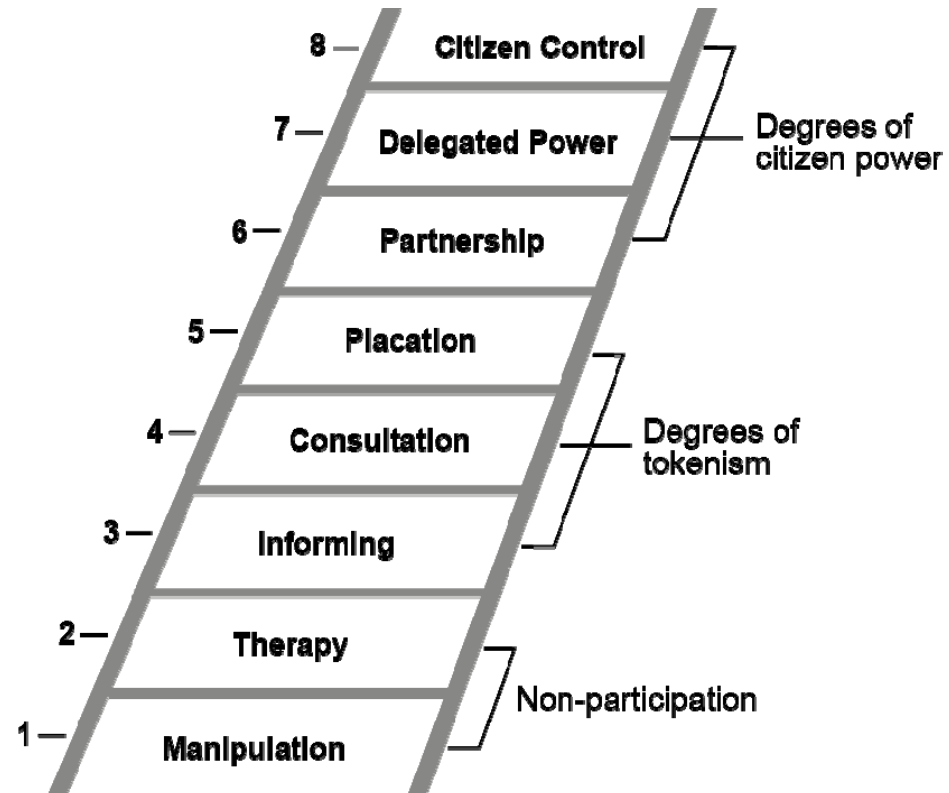 8 — Citizen Control
7 — Delegated Power
Degrees of
citizen power
6 — Partnership
5 — Placation
4 — Consultation
Degrees of
tokenism
3 — Informing
2 — Therapy
Non-participation
1 — Manipulation